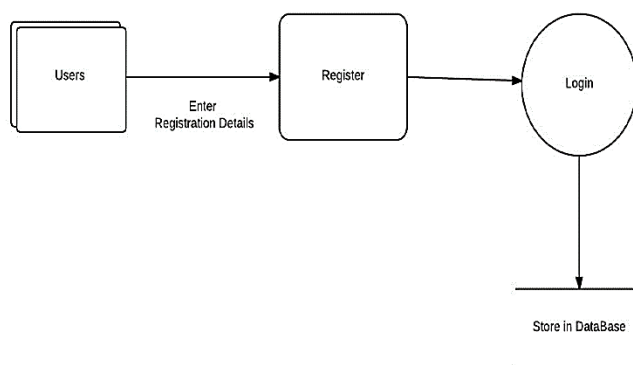 Users
Enter
Registration Details
Register
Login
Store in DataBase